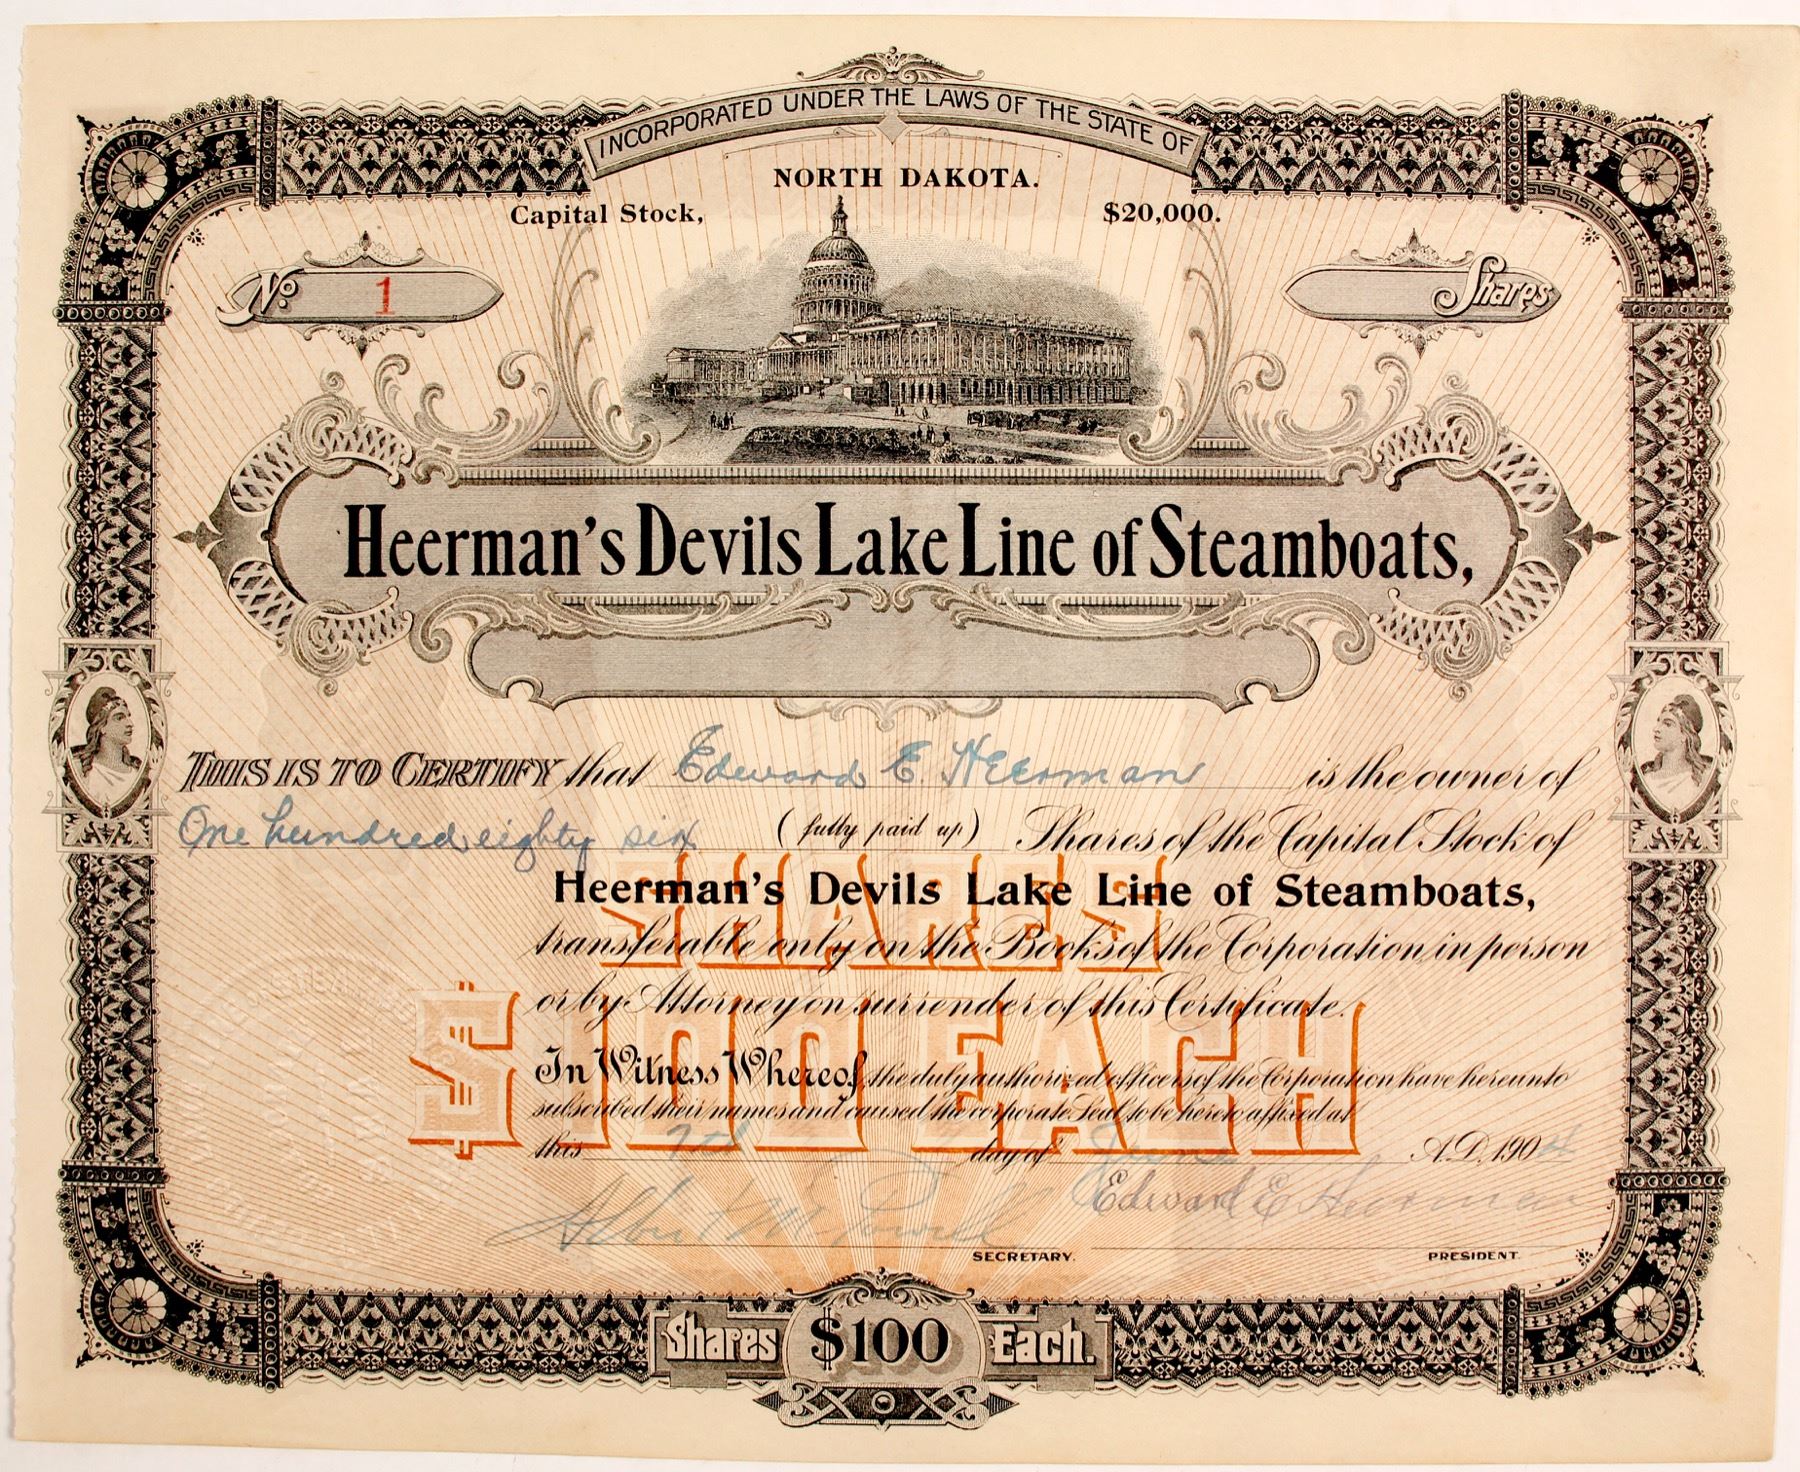 INCORPORATED UNDER THE LAWS OF THE STATE OF
NORTH DAKOTA.
Capital Stock, $20,000.
No. 1 Shares
Heerman's Devils Lake Line of Steamboats,
THIS IS TO CERTIFY that Edward E. Heerman is the owner of
One hundred eighty six (fully paid up) Shares of the Capital Stock of
SHARES
Heerman's Devils Lake Line of Steamboats,
transferable only on the Books of the Corporation in person
or by Attorney on surrender of this Certificate.
$100 EACH
In Witness Whereof, the duly authorized officers of the Corporation have hereunto
subscribed their names and caused the corporate Seal to be hereto affixed at
this 7th day of June A.D. 1904
Albert M Powell Edward E Heerman
SECRETARY. PRESIDENT.
Shares $100 Each.